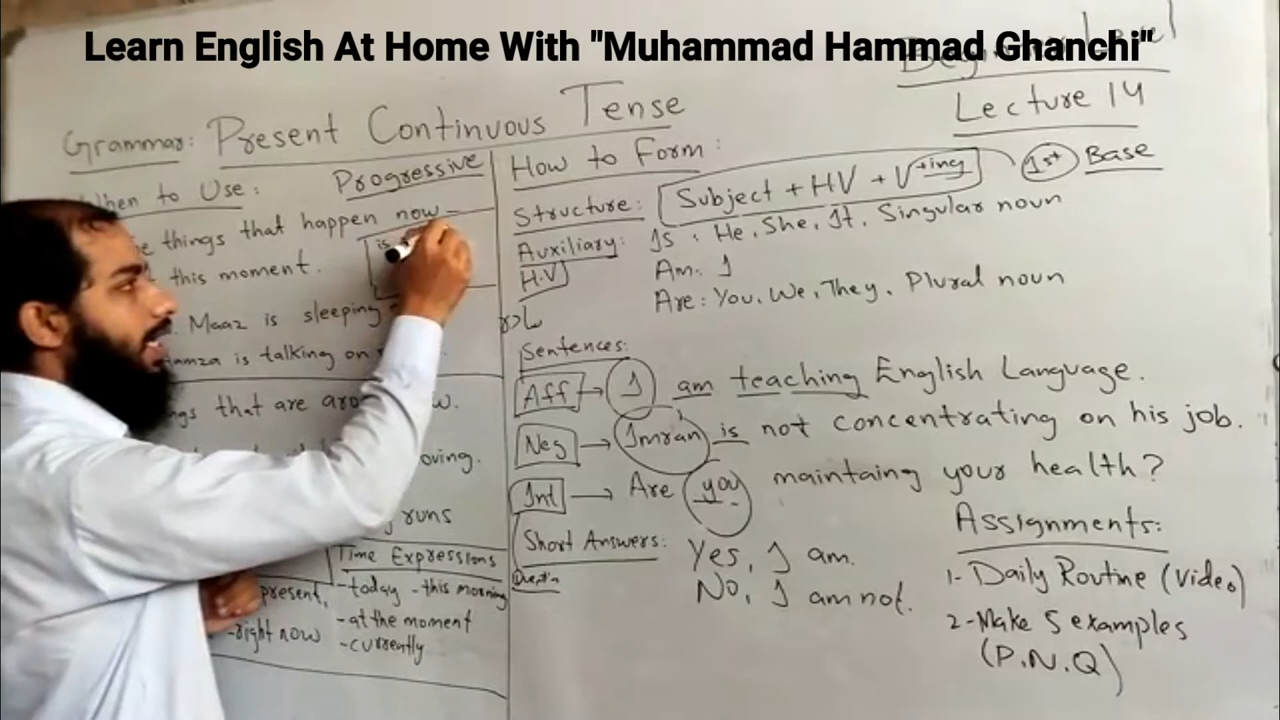 Learn English At Home With "Muhammad Hammad Ghanchi"
Beginner Level
Lecture 14
Grammar: Present Continuous Tense
When to Use: Progressive
things that happen now
this moment.
is
Maaz is sleeping
Hamza is talking on
that are
oving.
runs
Time Expressions
present, - today - this morning
- right now - at the moment
- currently
How to Form:
Structure: Subject + HV + V+ing 1st Base
Auxiliary: Is: He, She, It, Singular noun
H.V Am: I
Are: You, We, They, Plural noun
Sentences:
Aff → I am teaching English Language.
Neg → Imran is not concentrating on his job.
Int → Are you maintaing your health?
Short Answers: Yes, I am.
No, I am not.
Assignments:
1- Daily Routine (Video)
2- Make 5 examples
(P.N.Q)